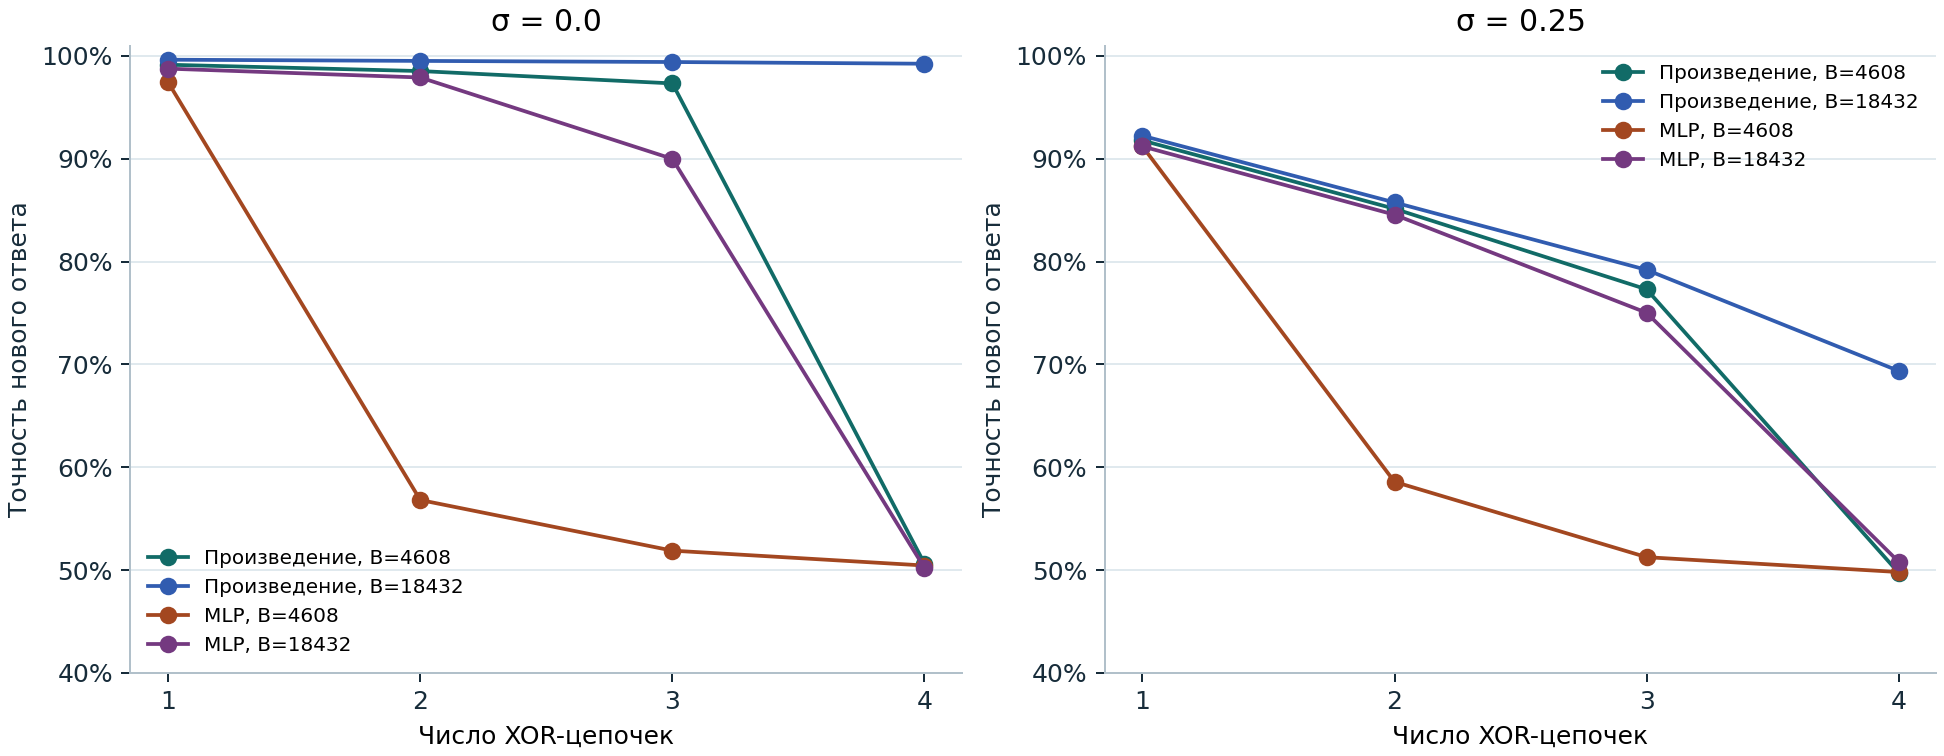 σ = 0.0
100%
90%
80%
70%
60%
50%
40%
Точность нового ответа
Произведение, B=4608
Произведение, B=18432
MLP, B=4608
MLP, B=18432
1 2 3 4
Число XOR-цепочек
σ = 0.25
100%
90%
80%
70%
60%
50%
40%
Точность нового ответа
Произведение, B=4608
Произведение, B=18432
MLP, B=4608
MLP, B=18432
1 2 3 4
Число XOR-цепочек